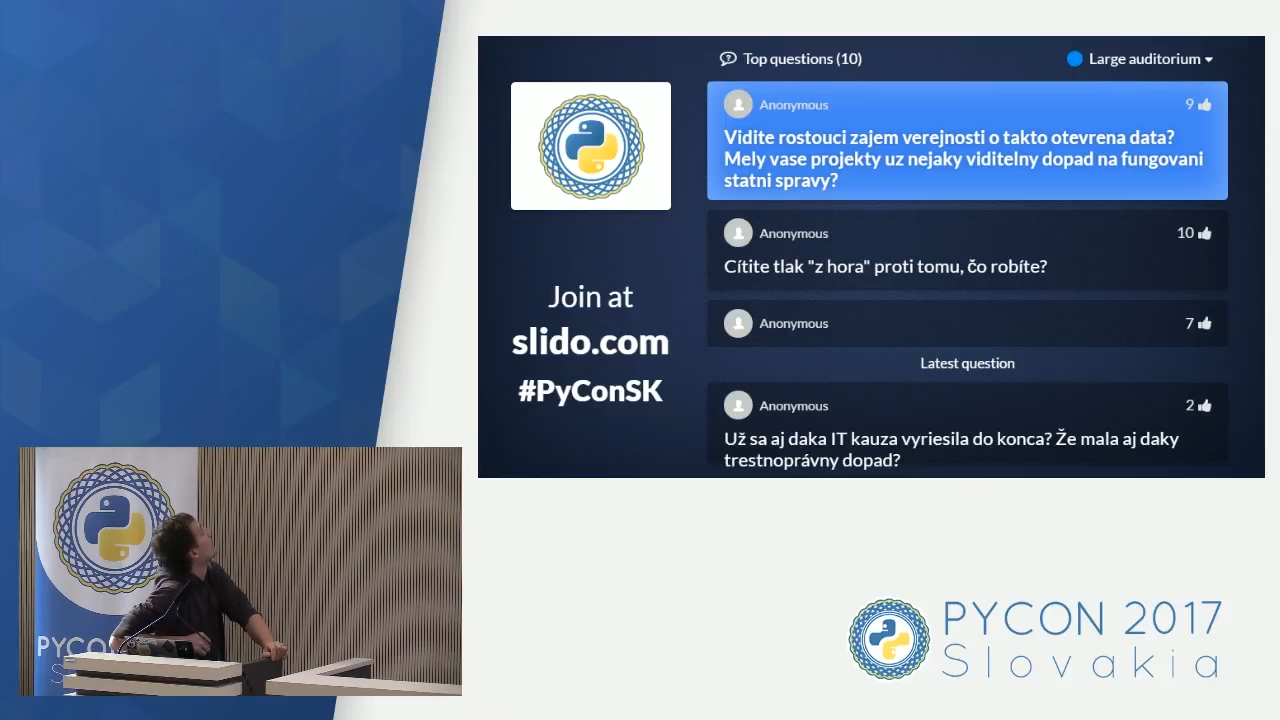 Top questions (10)
Large auditorium
Anonymous
9
Vidite rostouci zajem verejnosti o takto otevrena data?
Mely vase projekty uz nejaky viditelny dopad na fungovani
statni spravy?
Anonymous
10
Cítite tlak "z hora" proti tomu, čo robíte?
Anonymous
7
Latest question
Anonymous
2
Už sa aj daka IT kauza vyriesila do konca? Že mala aj daky
trestnoprávny dopad?
Join at
slido.com
#PyConSK
PYCO
S
PYCON 2017
Slovakia